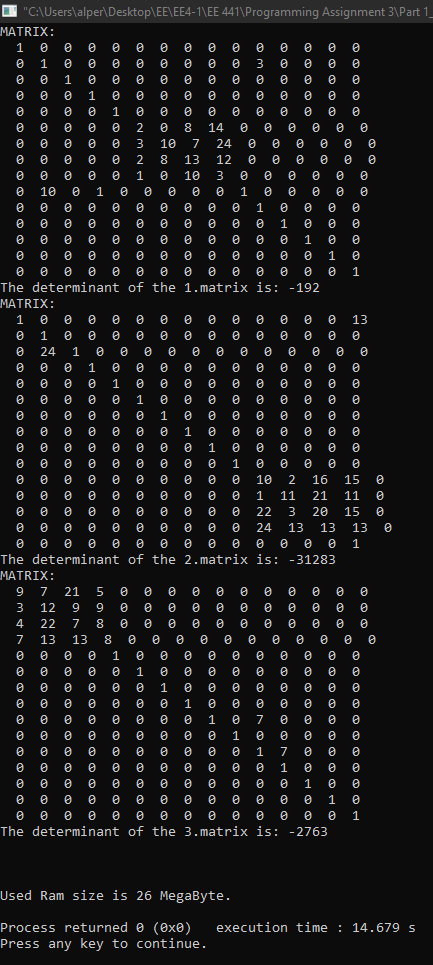 "C:\Users\alper\Desktop\EE\EE4-1\EE 441\Programming Assignment 3\Part 1_
MATRIX:
1 0 0 0 0 0 0 0 0 0 0 0 0 0 0
0 1 0 0 0 0 0 0 0 0 3 0 0 0 0
0 0 1 0 0 0 0 0 0 0 0 0 0 0 0
0 0 0 1 0 0 0 0 0 0 0 0 0 0 0
0 0 0 0 1 0 0 0 0 0 0 0 0 0 0
0 0 0 0 0 2 0 8 14 0 0 0 0 0 0
0 0 0 0 0 3 10 7 24 0 0 0 0 0 0
0 0 0 0 0 2 8 13 12 0 0 0 0 0 0
0 0 0 0 0 1 0 10 3 0 0 0 0 0 0
0 10 0 1 0 0 0 0 0 1 0 0 0 0 0
0 0 0 0 0 0 0 0 0 0 1 0 0 0 0
0 0 0 0 0 0 0 0 0 0 0 1 0 0 0
0 0 0 0 0 0 0 0 0 0 0 0 1 0 0
0 0 0 0 0 0 0 0 0 0 0 0 0 1 0
0 0 0 0 0 0 0 0 0 0 0 0 0 0 1
The determinant of the 1.matrix is: -192
MATRIX:
1 0 0 0 0 0 0 0 0 0 0 0 0 0 13
0 1 0 0 0 0 0 0 0 0 0 0 0 0 0
0 24 1 0 0 0 0 0 0 0 0 0 0 0 0
0 0 0 1 0 0 0 0 0 0 0 0 0 0 0
0 0 0 0 1 0 0 0 0 0 0 0 0 0 0
0 0 0 0 0 1 0 0 0 0 0 0 0 0 0
0 0 0 0 0 0 1 0 0 0 0 0 0 0 0
0 0 0 0 0 0 0 1 0 0 0 0 0 0 0
0 0 0 0 0 0 0 0 1 0 0 0 0 0 0
0 0 0 0 0 0 0 0 0 1 0 0 0 0 0
0 0 0 0 0 0 0 0 0 0 10 2 16 15 0
0 0 0 0 0 0 0 0 0 0 1 11 21 11 0
0 0 0 0 0 0 0 0 0 0 22 3 20 15 0
0 0 0 0 0 0 0 0 0 0 24 13 13 13 0
0 0 0 0 0 0 0 0 0 0 0 0 0 0 1
The determinant of the 2.matrix is: -31283
MATRIX:
9 7 21 5 0 0 0 0 0 0 0 0 0 0 0
3 12 9 9 0 0 0 0 0 0 0 0 0 0 0
4 22 7 8 0 0 0 0 0 0 0 0 0 0 0
7 13 13 8 0 0 0 0 0 0 0 0 0 0 0
0 0 0 0 1 0 0 0 0 0 0 0 0 0 0
0 0 0 0 0 1 0 0 0 0 0 0 0 0 0
0 0 0 0 0 0 1 0 0 0 0 0 0 0 0
0 0 0 0 0 0 0 1 0 0 0 0 0 0 0
0 0 0 0 0 0 0 0 1 0 7 0 0 0 0
0 0 0 0 0 0 0 0 0 1 0 0 0 0 0
0 0 0 0 0 0 0 0 0 0 1 7 0 0 0
0 0 0 0 0 0 0 0 0 0 0 1 0 0 0
0 0 0 0 0 0 0 0 0 0 0 0 1 0 0
0 0 0 0 0 0 0 0 0 0 0 0 0 1 0
0 0 0 0 0 0 0 0 0 0 0 0 0 0 1
The determinant of the 3.matrix is: -2763
Used Ram size is 26 MegaByte.
Process returned 0 (0x0)   execution time : 14.679 s
Press any key to continue.